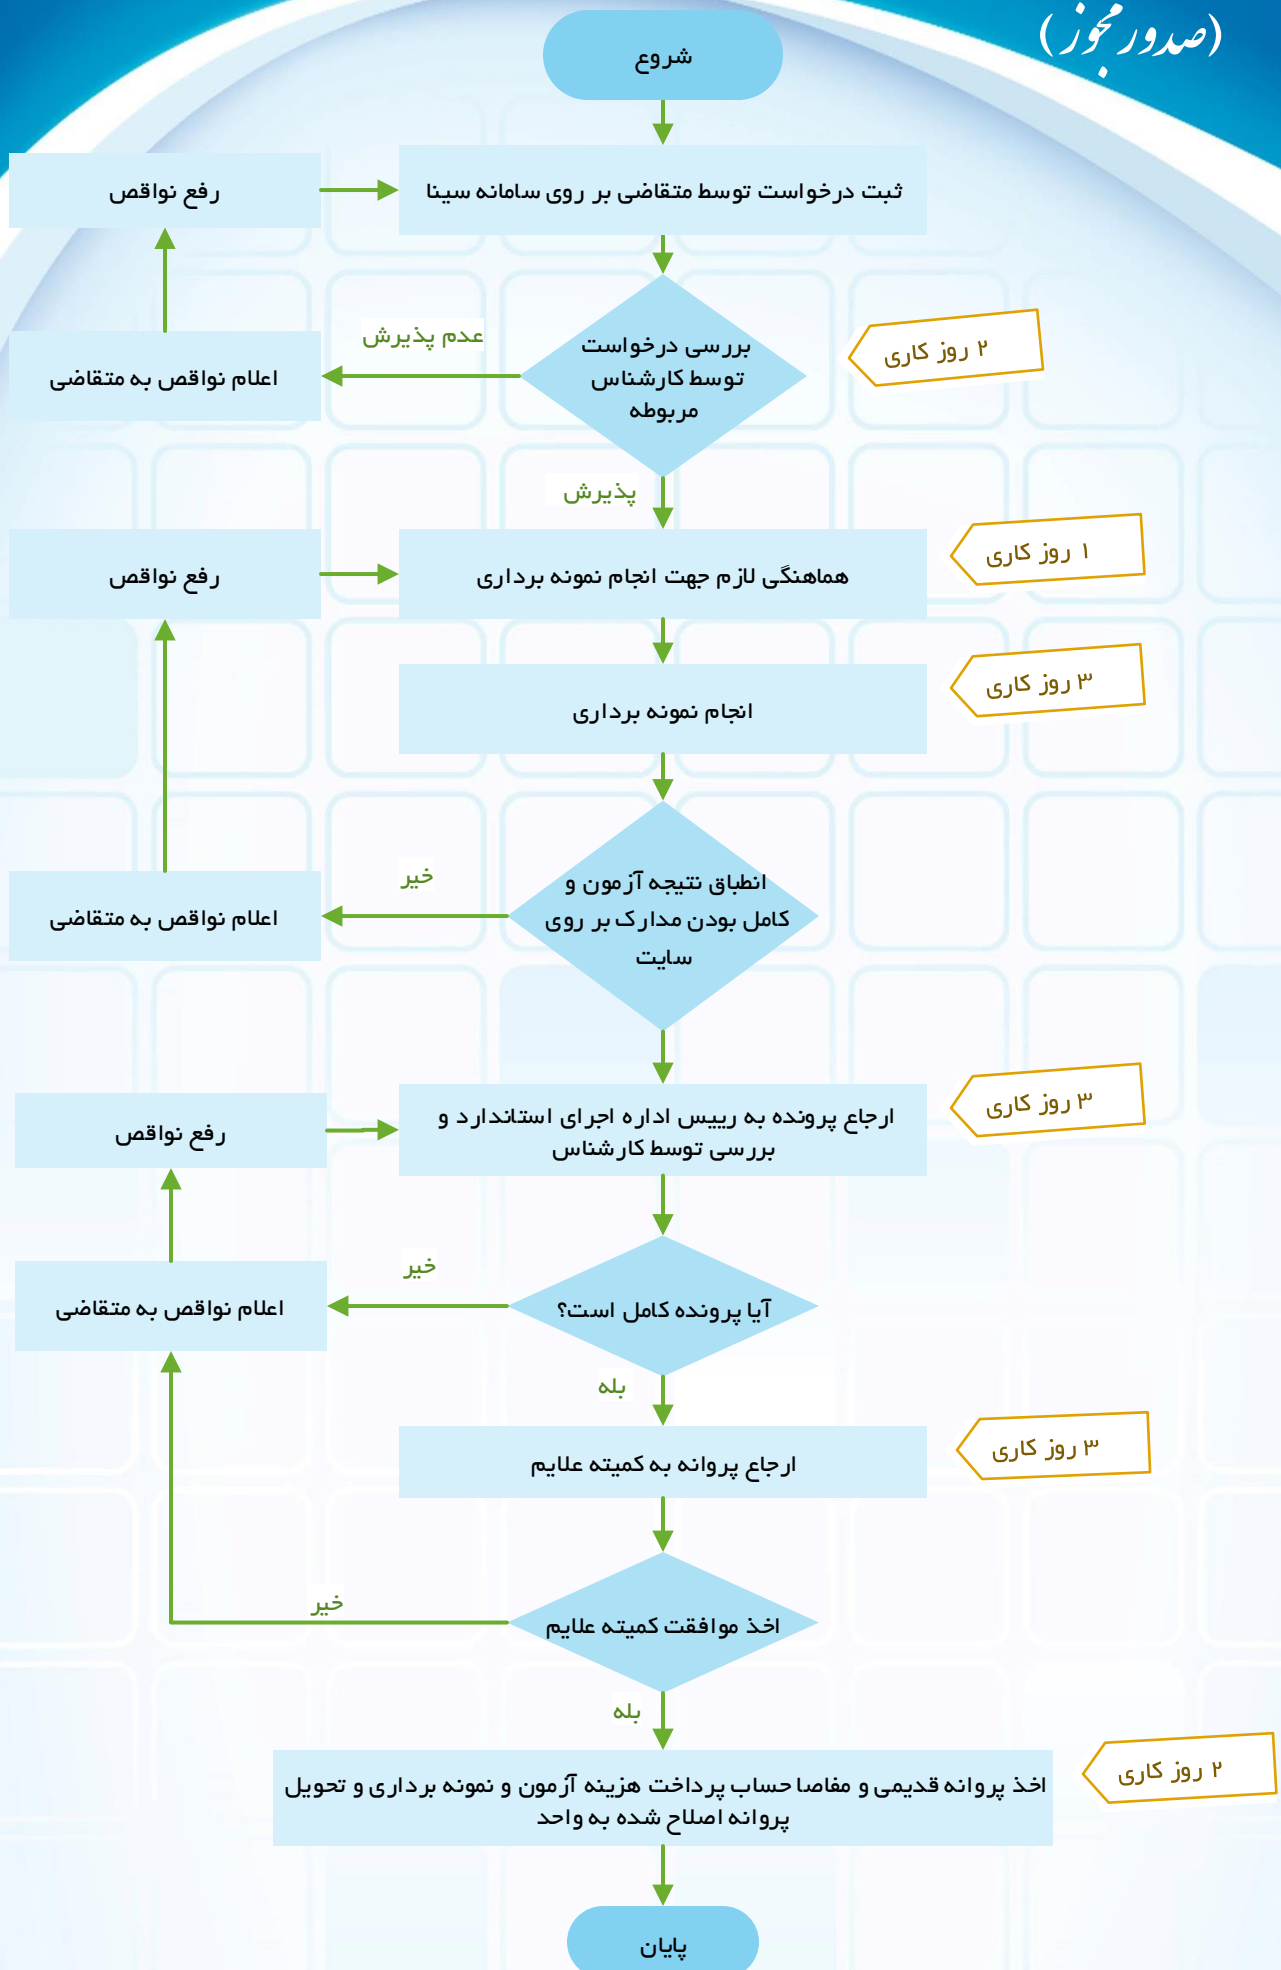 (صدور مجوز)
شروع
ثبت درخواست توسط متقاضی بر روی سامانه سینا
رفع نواقص
بررسی درخواست
توسط کارشناس
مربوطه
۲ روز کاری
عدم پذیرش
اعلام نواقص به متقاضی
پذیرش
هماهنگی لازم جهت انجام نمونه برداری
۱ روز کاری
رفع نواقص
انجام نمونه برداری
۳ روز کاری
انطباق نتیجه آزمون و
کامل بودن مدارک بر روی
سایت
خیر
اعلام نواقص به متقاضی
ارجاع پرونده به رییس اداره اجرای استاندارد و
بررسی توسط کارشناس
۳ روز کاری
رفع نواقص
آیا پرونده کامل است؟
خیر
اعلام نواقص به متقاضی
بله
ارجاع پروانه به کمیته علایم
۳ روز کاری
اخذ موافقت کمیته علایم
خیر
بله
اخذ پروانه قدیمی و مفاصا حساب پرداخت هزینه آزمون و نمونه برداری و تحویل
پروانه اصلاح شده به واحد
۲ روز کاری
پایان